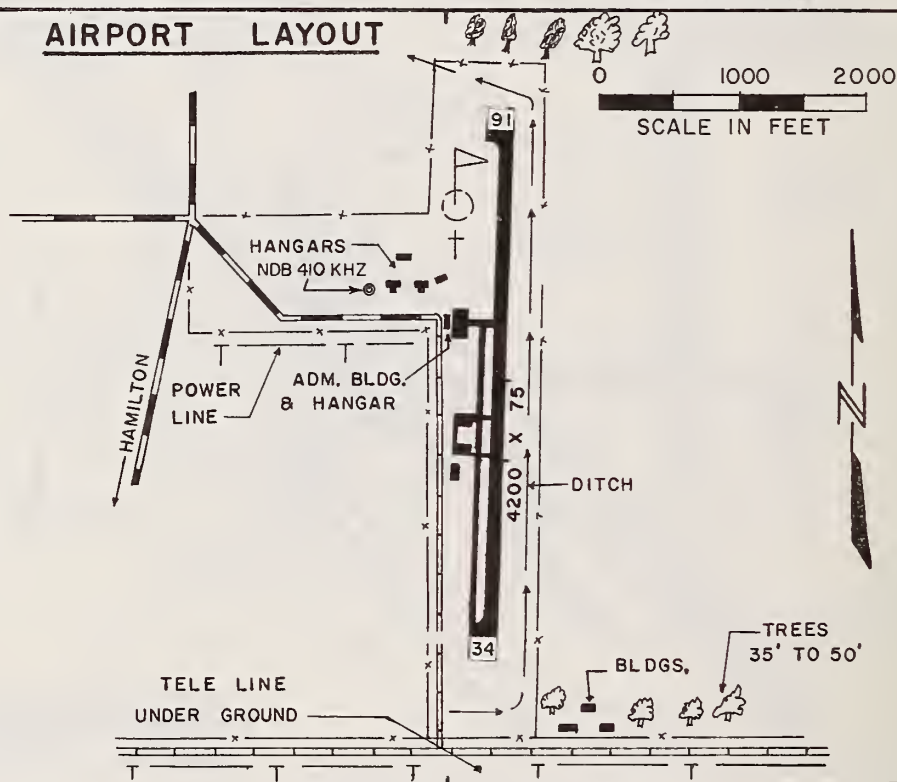 AIRPORT LAYOUT
0 1000 2000
SCALE IN FEET
16
HANGARS
NDB 410 KHZ
POWER
LINE
ADM. BLDG.
& HANGAR
HAMILTON
4200 X 75
DITCH
N
34
TREES
35' TO 50'
BLDGS.
TELE LINE
UNDER GROUND